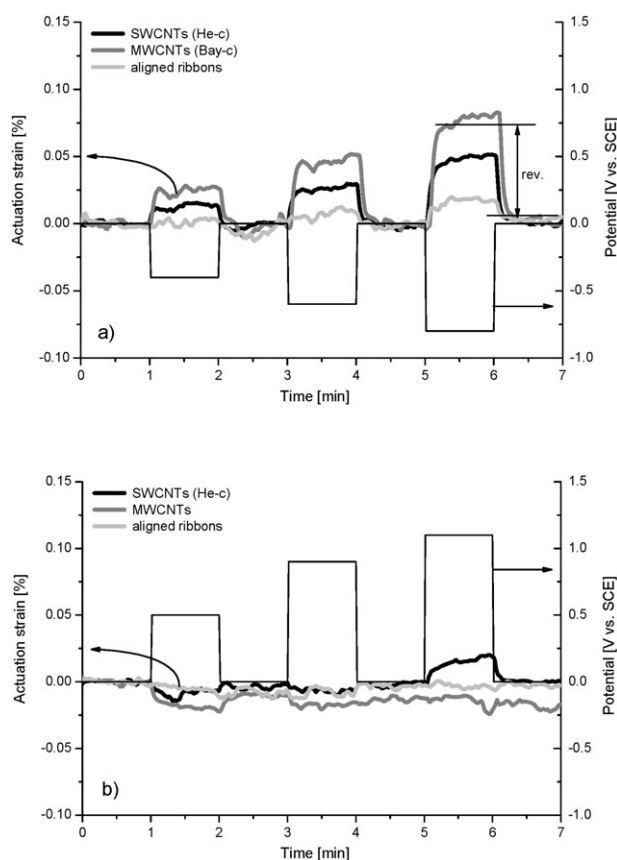 0.15
0.10
0.05
0.00
-0.05
-0.10
Actuation strain [%]
SWCNTs (He-c)
MWCNTs (Bay-c)
aligned ribbons
rev.
a)
1.5
1.0
0.5
0.0
-0.5
-1.0
Potential [V vs. SCE]
0 1 2 3 4 5 6 7
Time [min]
0.15
0.10
0.05
0.00
-0.05
-0.10
Actuation strain [%]
SWCNTs (He-c)
MWCNTs
aligned ribbons
b)
1.5
1.0
0.5
0.0
-0.5
-1.0
Potential [V vs. SCE]
0 1 2 3 4 5 6 7
Time [min]